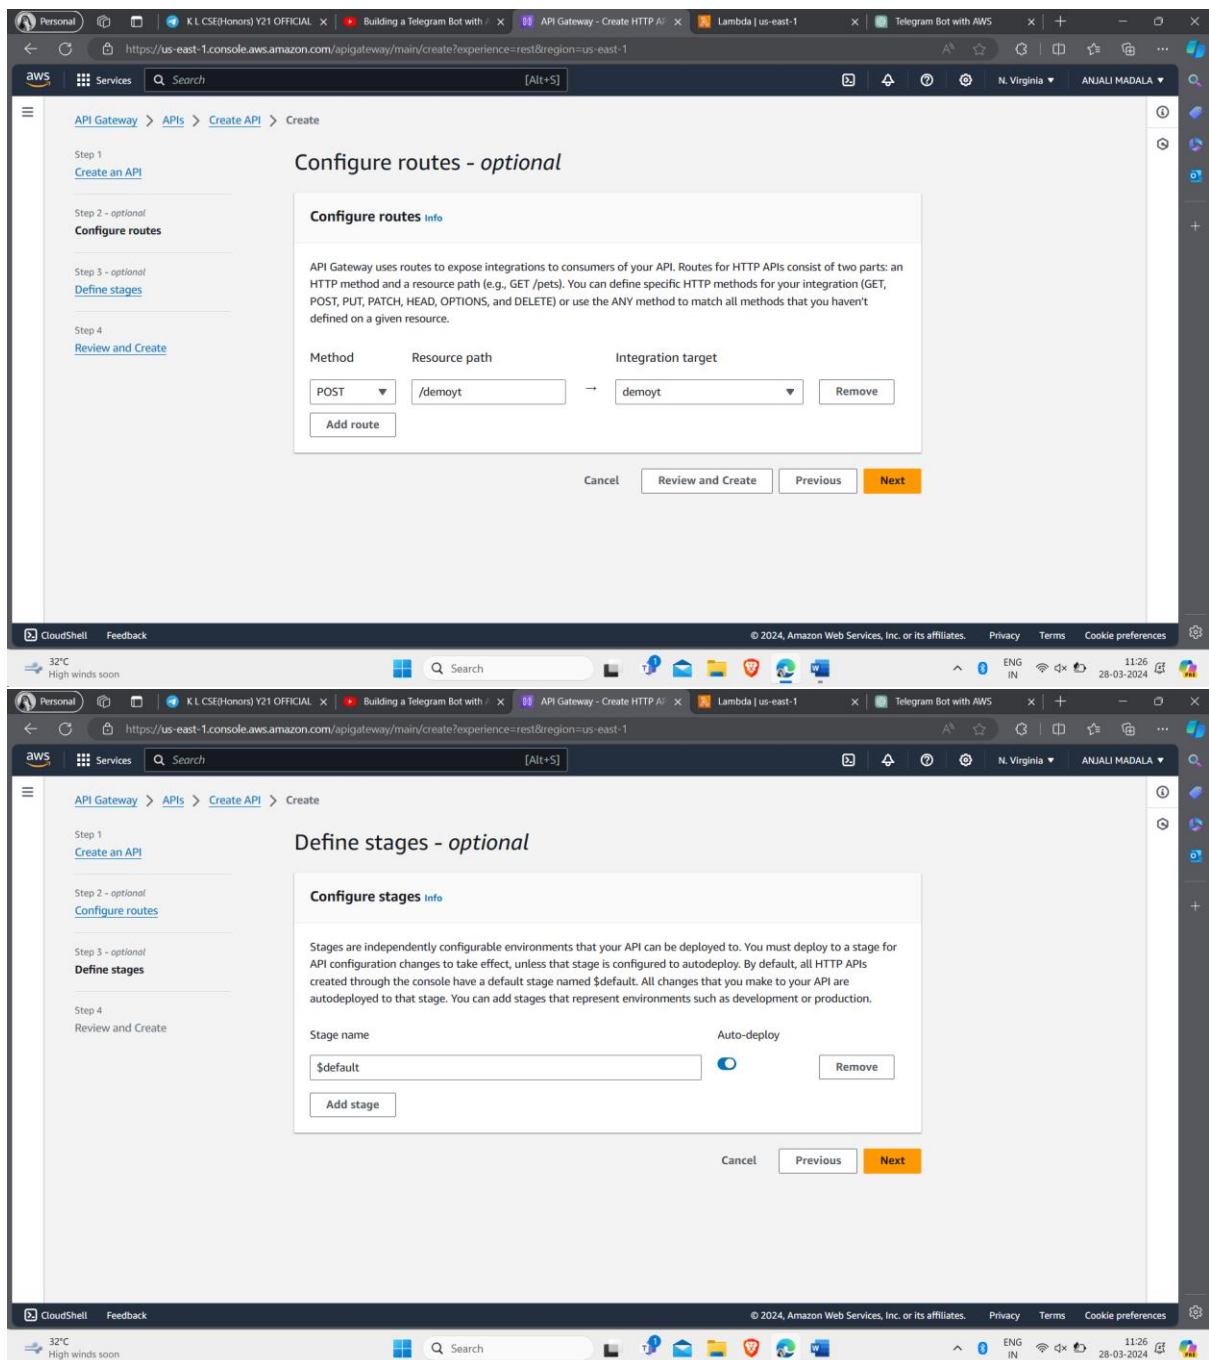 Personal
K L CSE(Honors) Y21 OFFICIAL
Building a Telegram Bot with
API Gateway - Create HTTP AP
Lambda | us-east-1
Telegram Bot with AWS
https://us-east-1.console.aws.amazon.com/apigateway/main/create?experience=rest&region=us-east-1
aws
Services
Search
[Alt+S]
N. Virginia
ANJALI MADALA
API Gateway > APIs > Create API > Create
Step 1
Create an API
Step 2 - optional
Configure routes
Step 3 - optional
Define stages
Step 4
Review and Create
Configure routes - optional
Configure routes Info
API Gateway uses routes to expose integrations to consumers of your API. Routes for HTTP APIs consist of two parts: an
HTTP method and a resource path (e.g., GET /pets). You can define specific HTTP methods for your integration (GET,
POST, PUT, PATCH, HEAD, OPTIONS, and DELETE) or use the ANY method to match all methods that you haven't
defined on a given resource.
Method Resource path Integration target
POST /demoyt → demoyt Remove
Add route
Cancel Review and Create Previous Next
CloudShell Feedback © 2024, Amazon Web Services, Inc. or its affiliates. Privacy Terms Cookie preferences
32°C
High winds soon
Search
ENG
IN
11:26
28-03-2024
Personal
K L CSE(Honors) Y21 OFFICIAL
Building a Telegram Bot with
API Gateway - Create HTTP AP
Lambda | us-east-1
Telegram Bot with AWS
https://us-east-1.console.aws.amazon.com/apigateway/main/create?experience=rest&region=us-east-1
aws
Services
Search
[Alt+S]
N. Virginia
ANJALI MADALA
API Gateway > APIs > Create API > Create
Step 1
Create an API
Step 2 - optional
Configure routes
Step 3 - optional
Define stages
Step 4
Review and Create
Define stages - optional
Configure stages Info
Stages are independently configurable environments that your API can be deployed to. You must deploy to a stage for
API configuration changes to take effect, unless that stage is configured to autodeploy. By default, all HTTP APIs
created through the console have a default stage named $default. All changes that you make to your API are
autodeployed to that stage. You can add stages that represent environments such as development or production.
Stage name Auto-deploy
$default Remove
Add stage
Cancel Previous Next
CloudShell Feedback © 2024, Amazon Web Services, Inc. or its affiliates. Privacy Terms Cookie preferences
32°C
High winds soon
Search
ENG
IN
11:26
28-03-2024